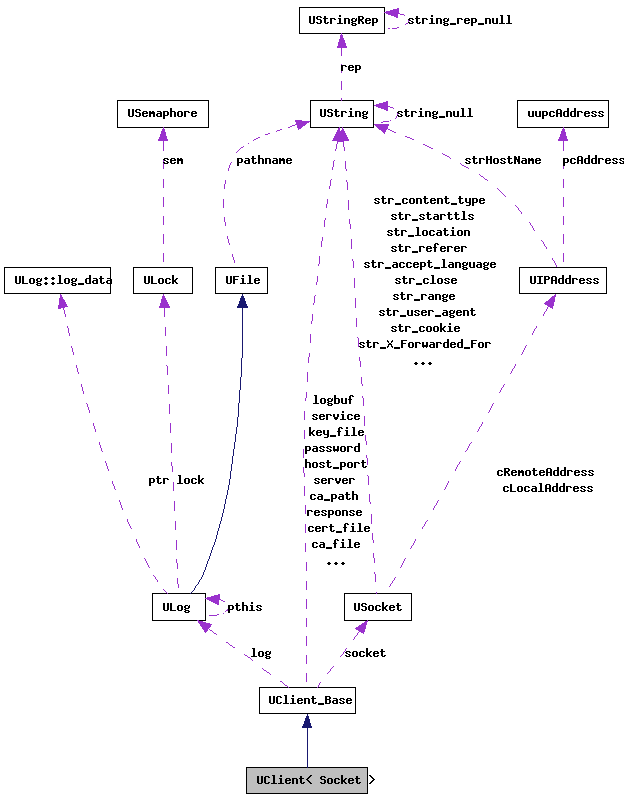 UStringRep
string_rep_null
rep
USemaphore
UString
string_null
uupcAddress
sem
pathname
strHostName
pcAddress
str_content_type
str_starttls
str_location
str_referer
str_accept_language
str_close
str_range
str_user_agent
str_cookie
str_X_Forwarded_For
...
ULog::log_data
ULock
UFile
UIPAddress
logbuf
service
key_file
password
host_port
server
ca_path
response
cert_file
ca_file
...
ptr lock
cRemoteAddress
cLocalAddress
ULog
pthis
USocket
log
socket
UClient_Base
UClient< Socket >